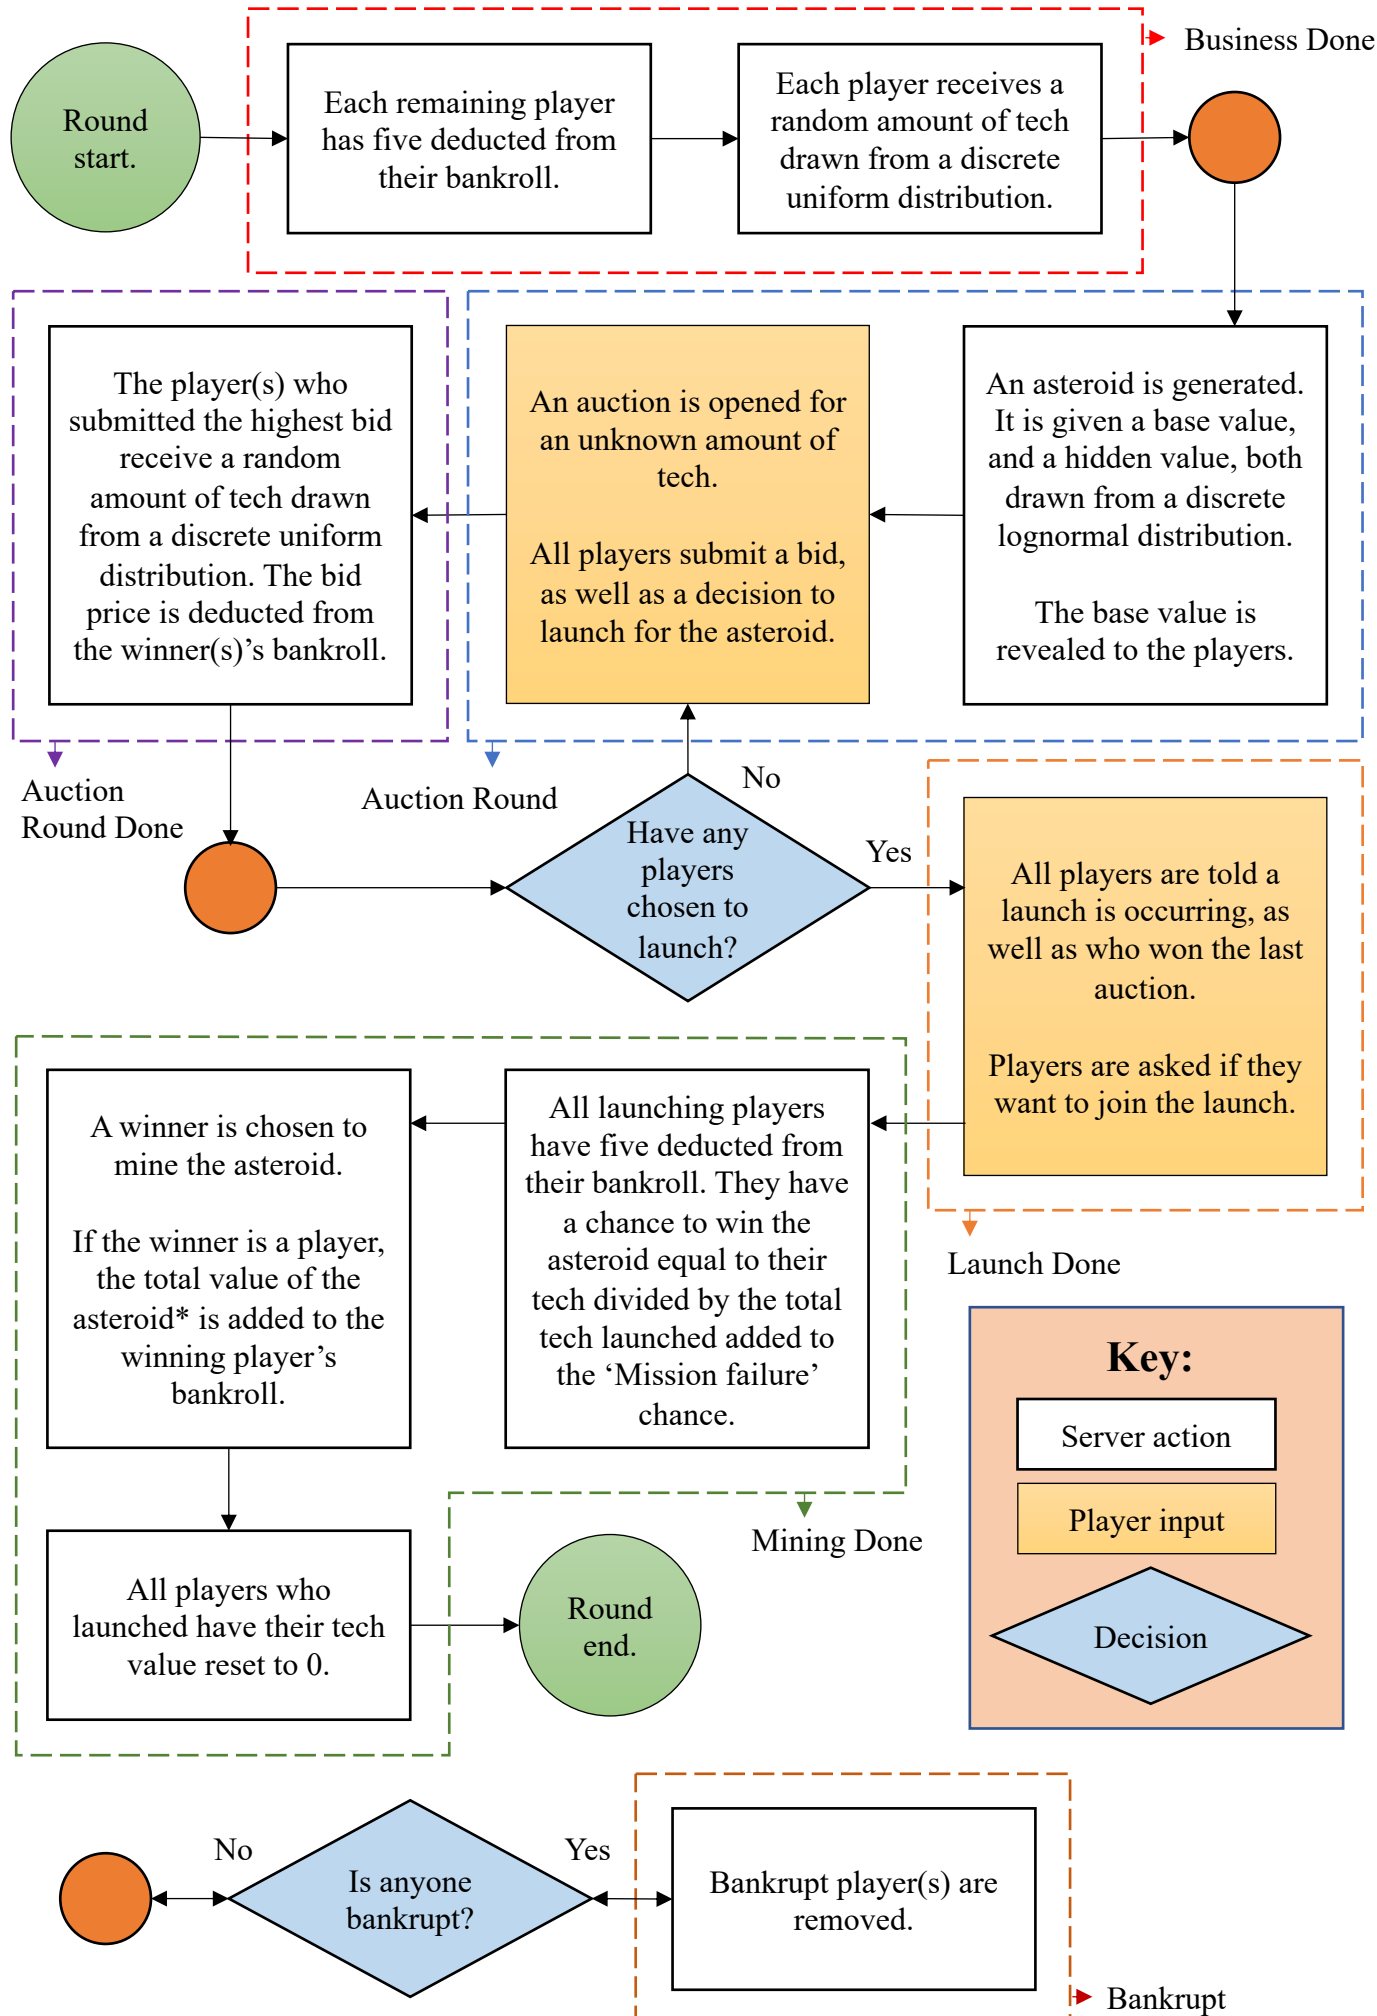 Round
start.
Each remaining player
has five deducted from
their bankroll.
Each player receives a
random amount of tech
drawn from a discrete
uniform distribution.
Business Done
An asteroid is generated.
It is given a base value,
and a hidden value, both
drawn from a discrete
lognormal distribution.
The base value is
revealed to the players.
An auction is opened for
an unknown amount of
tech.
All players submit a bid,
as well as a decision to
launch for the asteroid.
The player(s) who
submitted the highest bid
receive a random
amount of tech drawn
from a discrete uniform
distribution. The bid
price is deducted from
the winner(s)’s bankroll.
Auction
Round Done
Auction Round
No
Have any
players
chosen to
launch?
Yes
All players are told a
launch is occurring, as
well as who won the last
auction.
Players are asked if they
want to join the launch.
Launch Done
All launching players
have five deducted from
their bankroll. They have
a chance to win the
asteroid equal to their
tech divided by the total
tech launched added to
the ‘Mission failure’
chance.
A winner is chosen to
mine the asteroid.
If the winner is a player,
the total value of the
asteroid* is added to the
winning player’s
bankroll.
Mining Done
All players who
launched have their tech
value reset to 0.
Round
end.
Key:
Server action
Player input
Decision
No
Is anyone
bankrupt?
Yes
Bankrupt player(s) are
removed.
Bankrupt